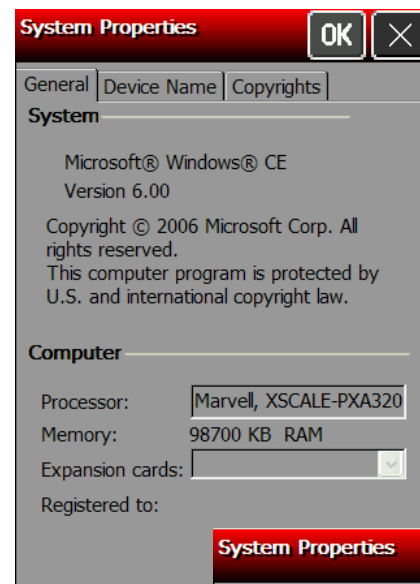 System Properties
OK
General Device Name Copyrights
System
Microsoft® Windows® CE
Version 6.00
Copyright © 2006 Microsoft Corp. All
rights reserved.
This computer program is protected by
U.S. and international copyright law.
Computer
Processor: Marvell, XSCALE-PXA320
Memory: 98700 KB RAM
Expansion cards:
Registered to:
System Properties